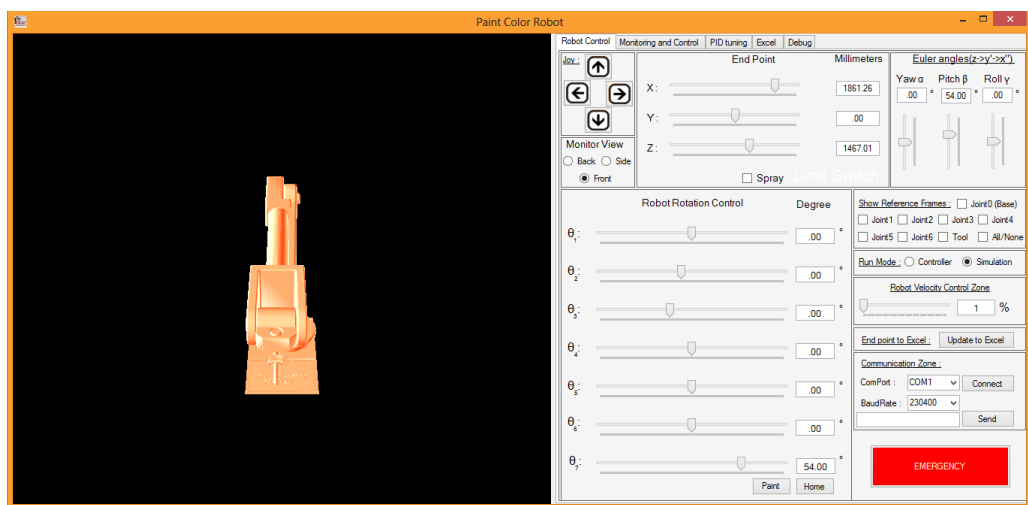 Paint Color Robot
Robot Control Monitoring and Control PID tuning Excel Debug
Joy :
End Point Millimeters
X : 1861.26
Y : .00
Z : 1467.01
Spray Limit Switch
Monitor View
Back Side
Front
Euler angles(z->y'->x'')
Yaw α Pitch β Roll γ
.00 ° 54.00 ° .00 °
Robot Rotation Control Degree
θ1: .00 °
θ2: .00 °
θ3: .00 °
θ4: .00 °
θ5: .00 °
θ6: .00 °
θ7: 54.00 °
Paint Home
Show Reference Frames : Joint0 (Base)
Joint1 Joint2 Joint3 Joint4
Joint5 Joint6 Tool All/None
Run Mode : Controller Simulation
Robot Velocity Control Zone
1 %
End point to Excel : Update to Excel
Communication Zone :
ComPort : COM1 Connect
BaudRate : 230400
Send
EMERGENCY